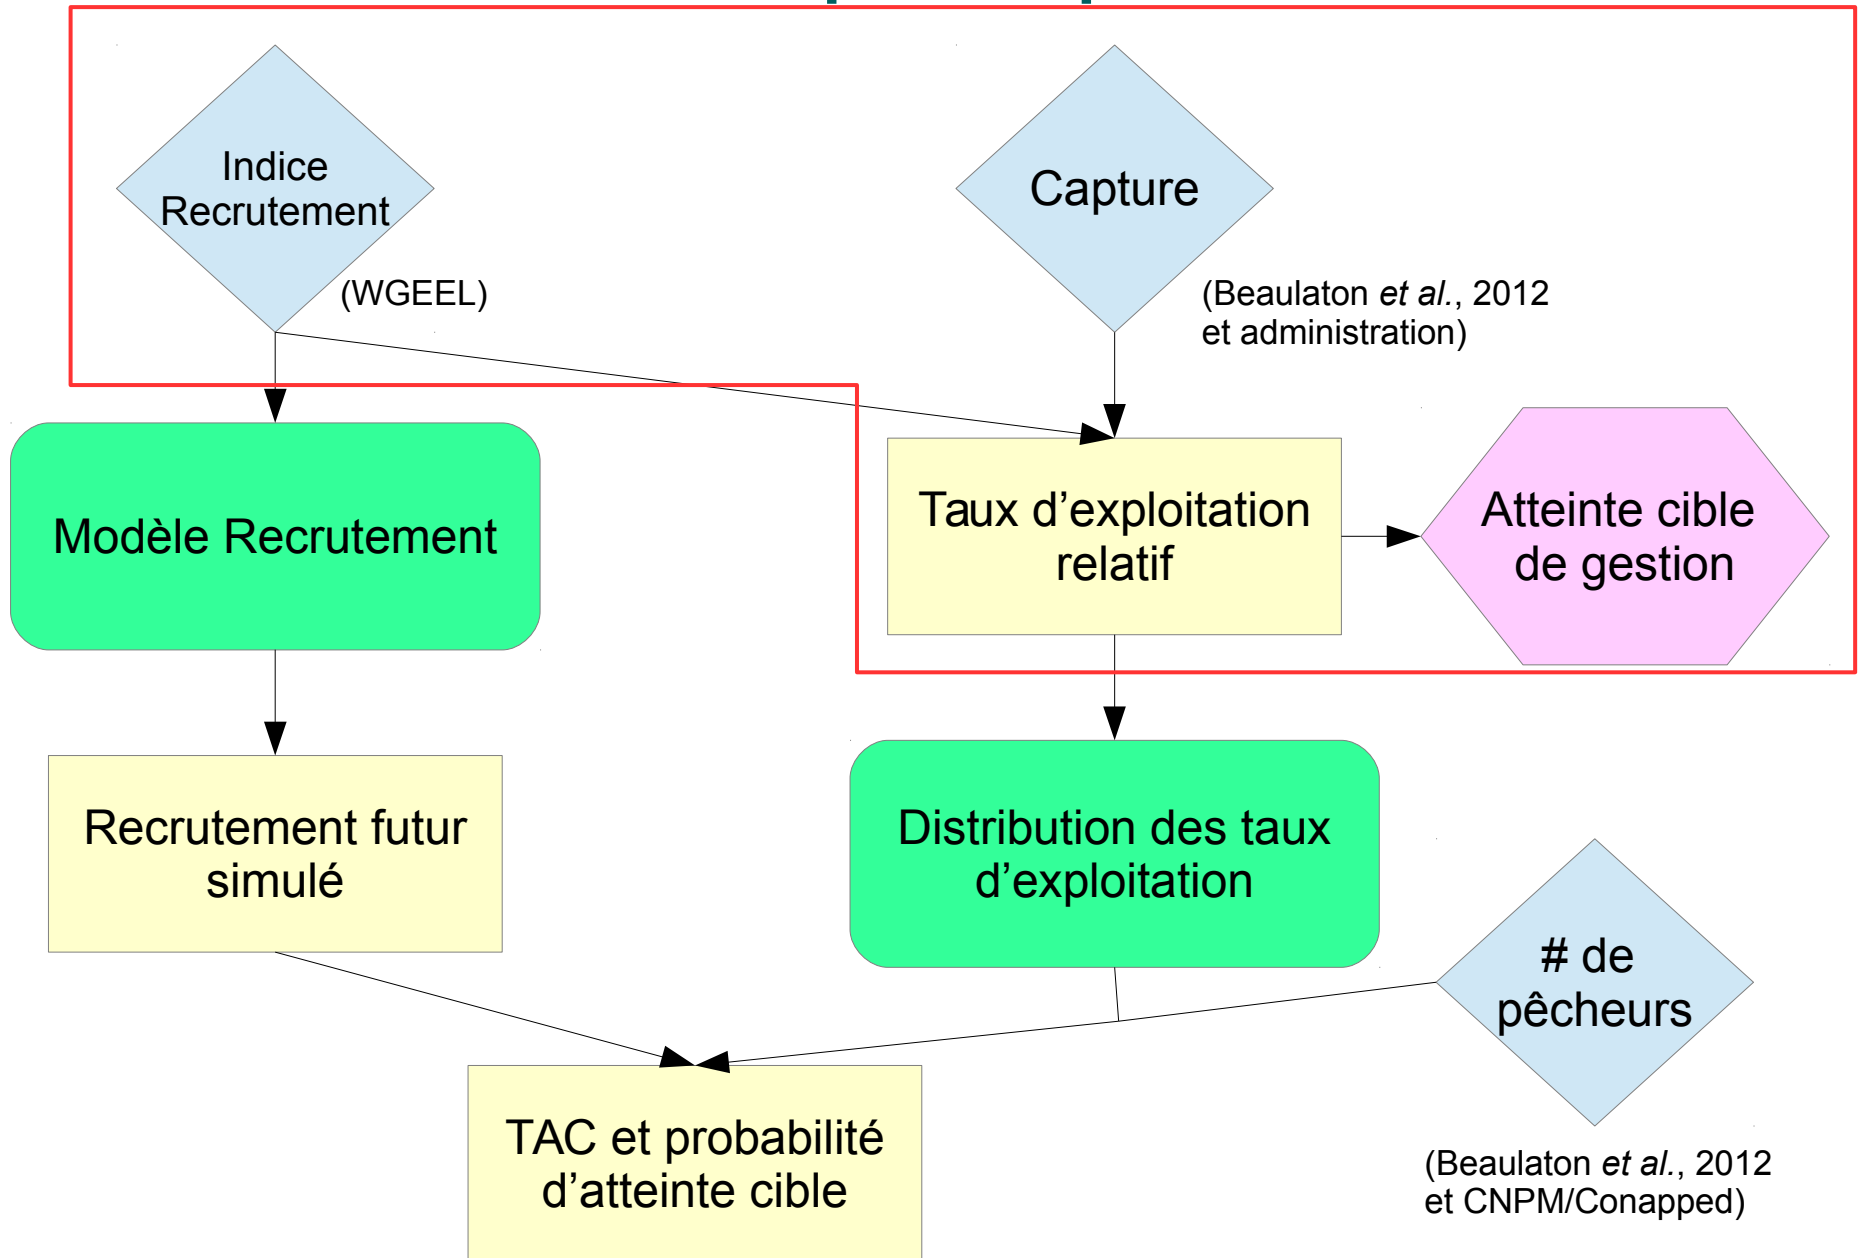 Indice
Recrutement
(WGEEL)
Capture
(Beaulaton et al., 2012
et administration)
Modèle Recrutement
Taux d’exploitation
relatif
Atteinte cible
de gestion
Recrutement futur
simulé
Distribution des taux
d’exploitation
# de
pêcheurs
(Beaulaton et al., 2012
et CNPM/Conapped)
TAC et probabilité
d’atteinte cible